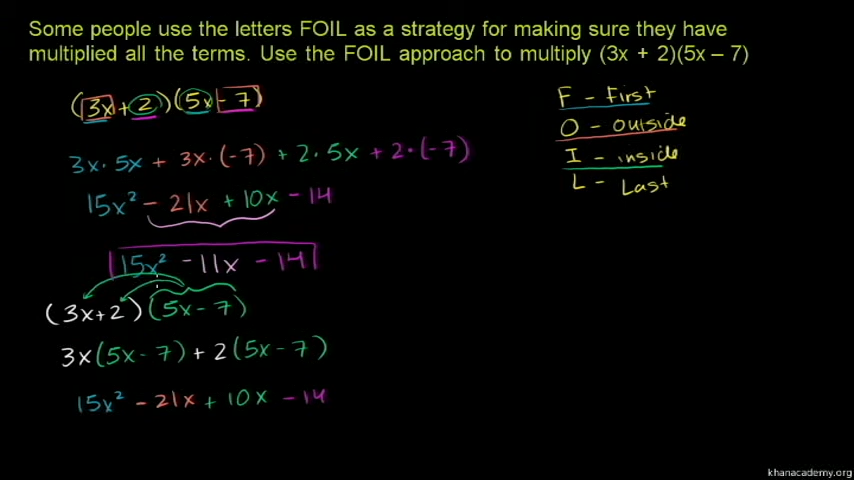 Some people use the letters FOIL as a strategy for making sure they have
multiplied all the terms. Use the FOIL approach to multiply (3x + 2)(5x – 7)
(3x+2)(5x-7)
3x·5x + 3x·(-7) + 2·5x + 2·(-7)
15x² - 21x + 10x - 14
15x² - 11x - 14
(3x+2)(5x-7)
3x(5x-7)+2(5x-7)
15x² - 21x + 10x - 14
F - First
O - outside
I - inside
L - Last
khanacademy.org